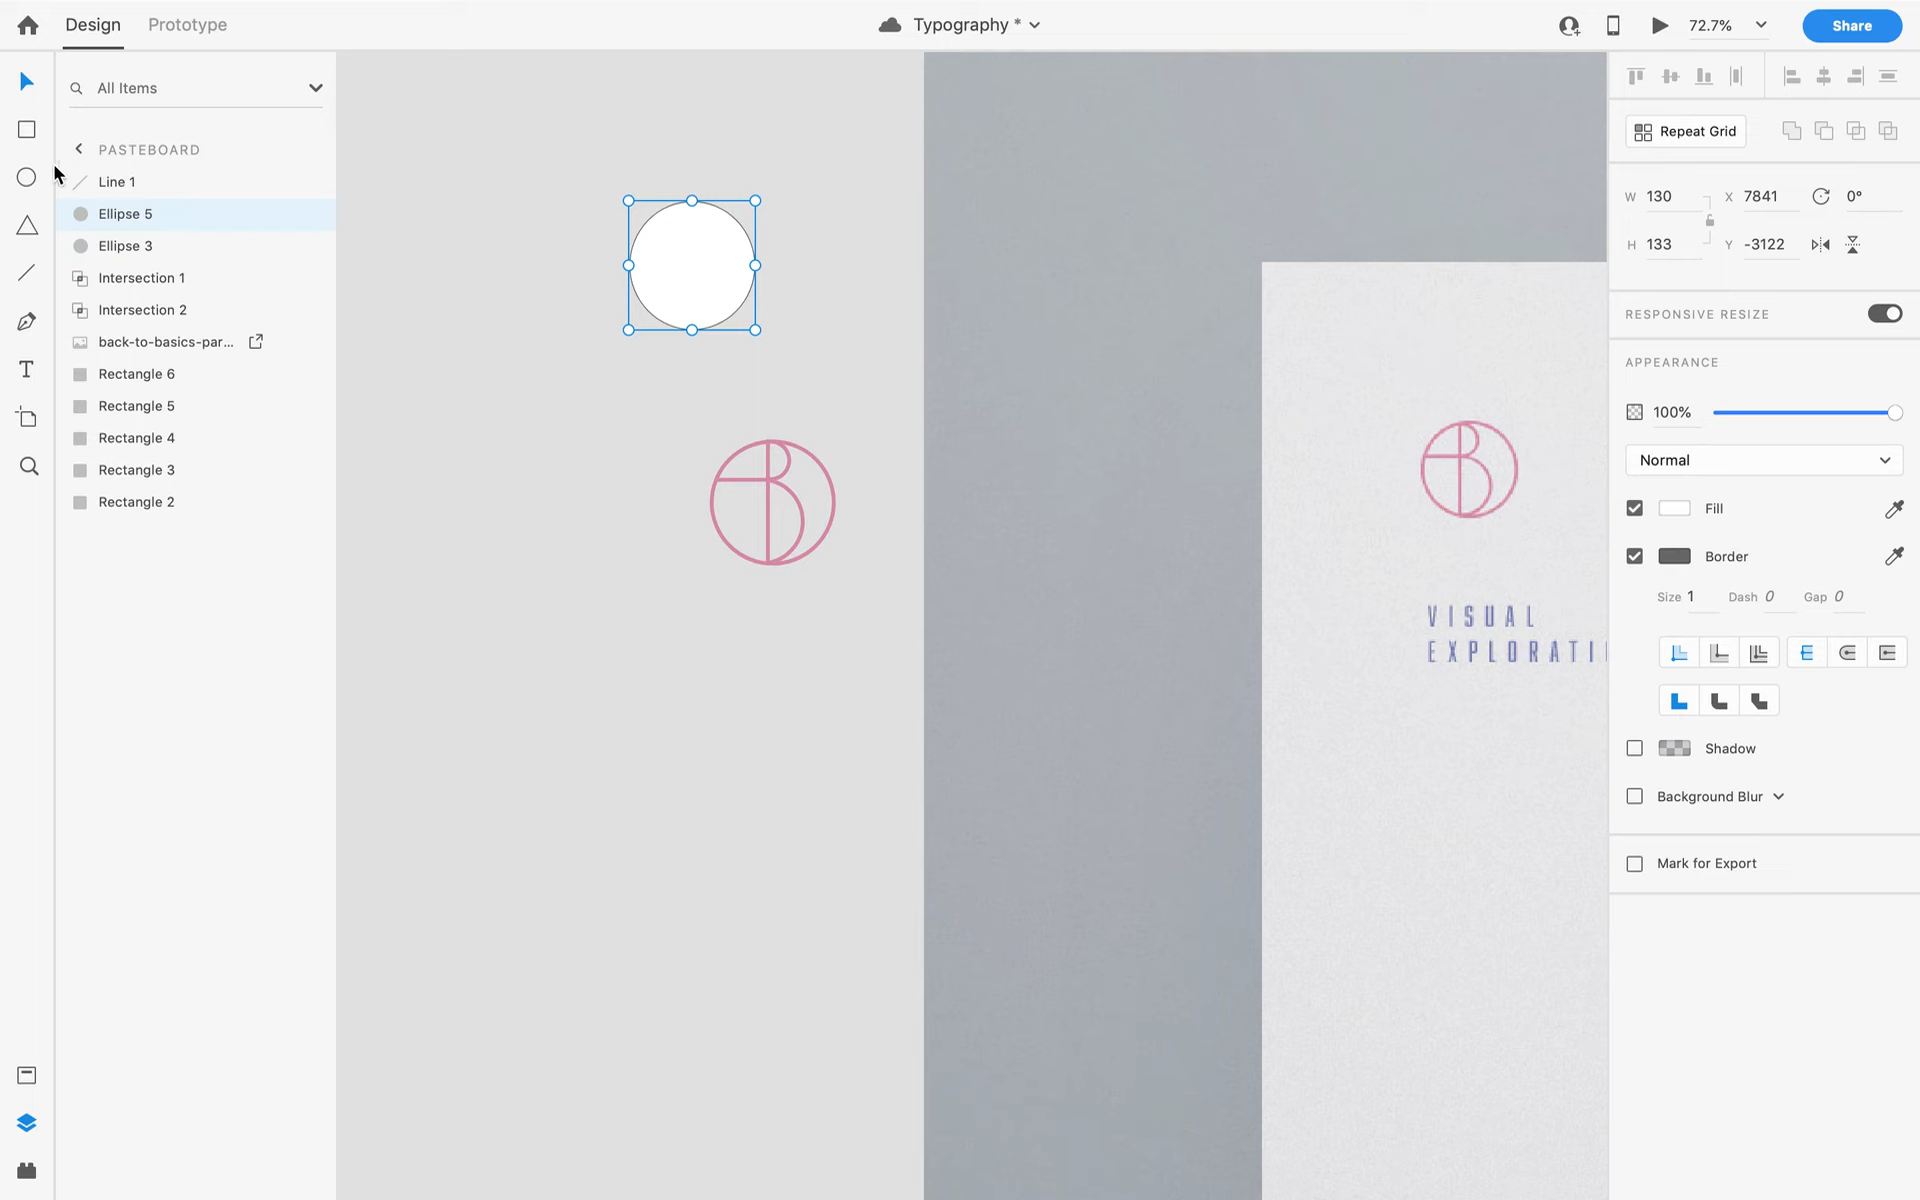 Design
Prototype
Typography *
72.7%
Share
All Items
PASTEBOARD
Line 1
Ellipse 5
Ellipse 3
Intersection 1
Intersection 2
back-to-basics-par...
Rectangle 6
Rectangle 5
Rectangle 4
Rectangle 3
Rectangle 2
B
B
VISUAL
EXPLORATI
Repeat Grid
W 130 X 7841 0°
H 133 Y -3122
RESPONSIVE RESIZE
APPEARANCE
100%
Normal
Fill
Border
Size 1 Dash 0 Gap 0
Shadow
Background Blur
Mark for Export